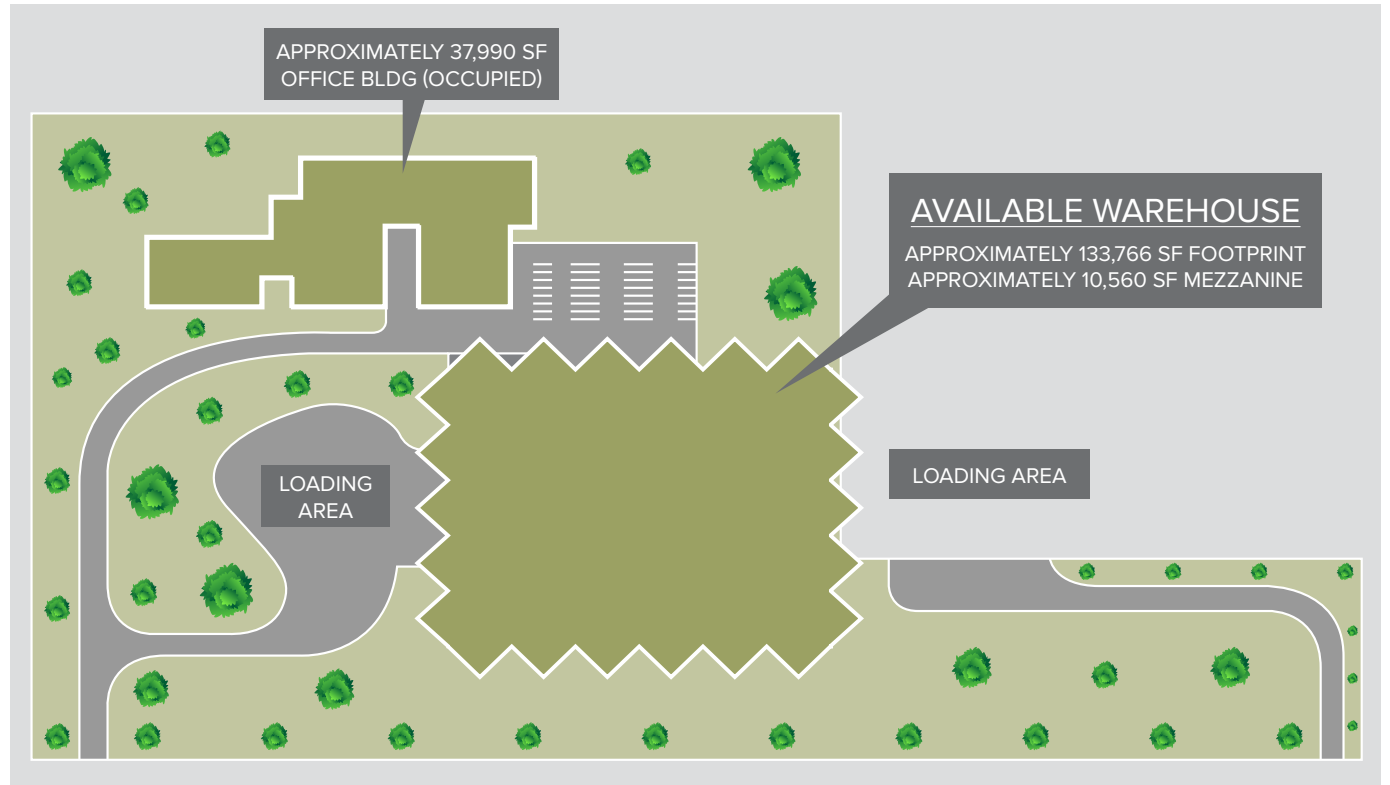 APPROXIMATELY 37,990 SF
OFFICE BLDG (OCCUPIED)
AVAILABLE WAREHOUSE
APPROXIMATELY 133,766 SF FOOTPRINT
APPROXIMATELY 10,560 SF MEZZANINE
LOADING
AREA
LOADING AREA